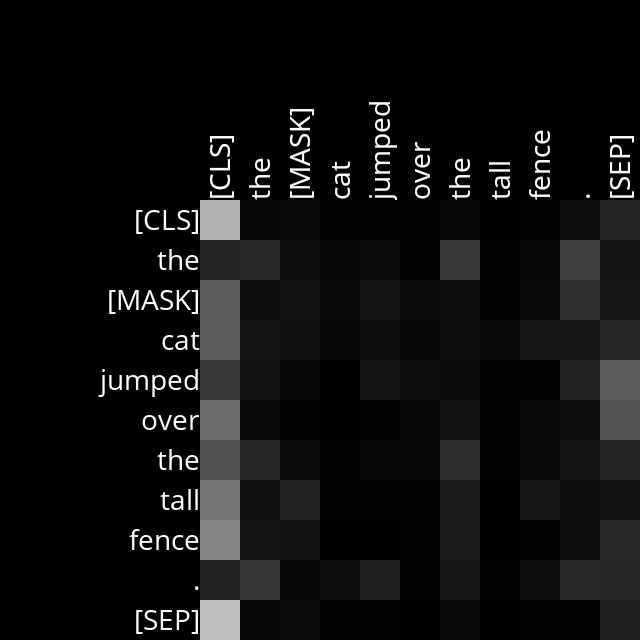 [CLS] the [MASK] cat jumped over the tall fence . [SEP]
[CLS]
the
[MASK]
cat
jumped
over
the
tall
fence
.
[SEP]